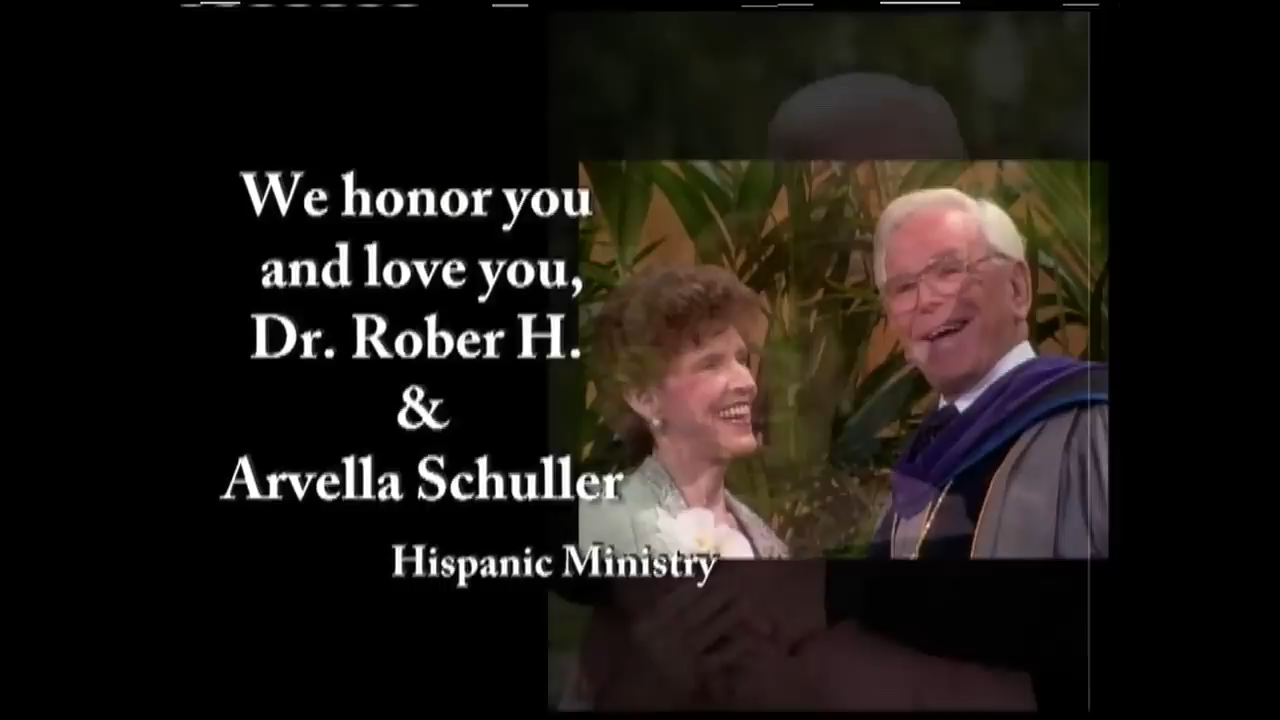 We honor you
and love you,
Dr. Rober H.
&
Arvella Schuller
Hispanic Ministry